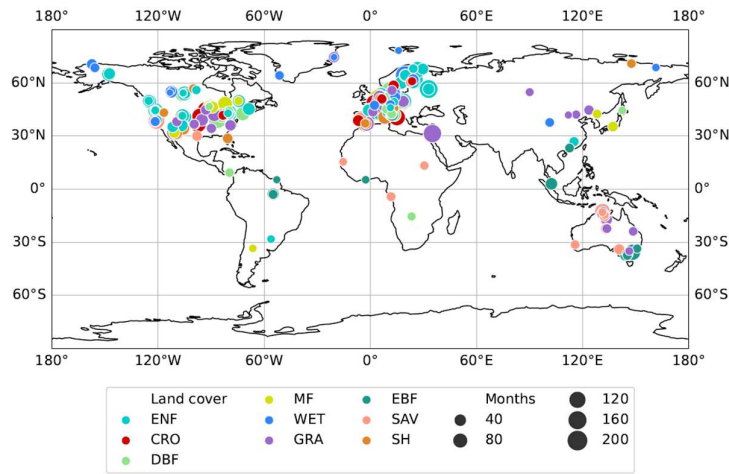 180° 120°W 60°W 0° 60°E 120°E 180°
60°N 60°N
30°N 30°N
0° 0°
30°S 30°S
60°S 60°S
180° 120°W 60°W 0° 60°E 120°E 180°
Land cover MF EBF Months 120
ENF WET SAV 40 160
CRO GRA SH 80 200
DBF